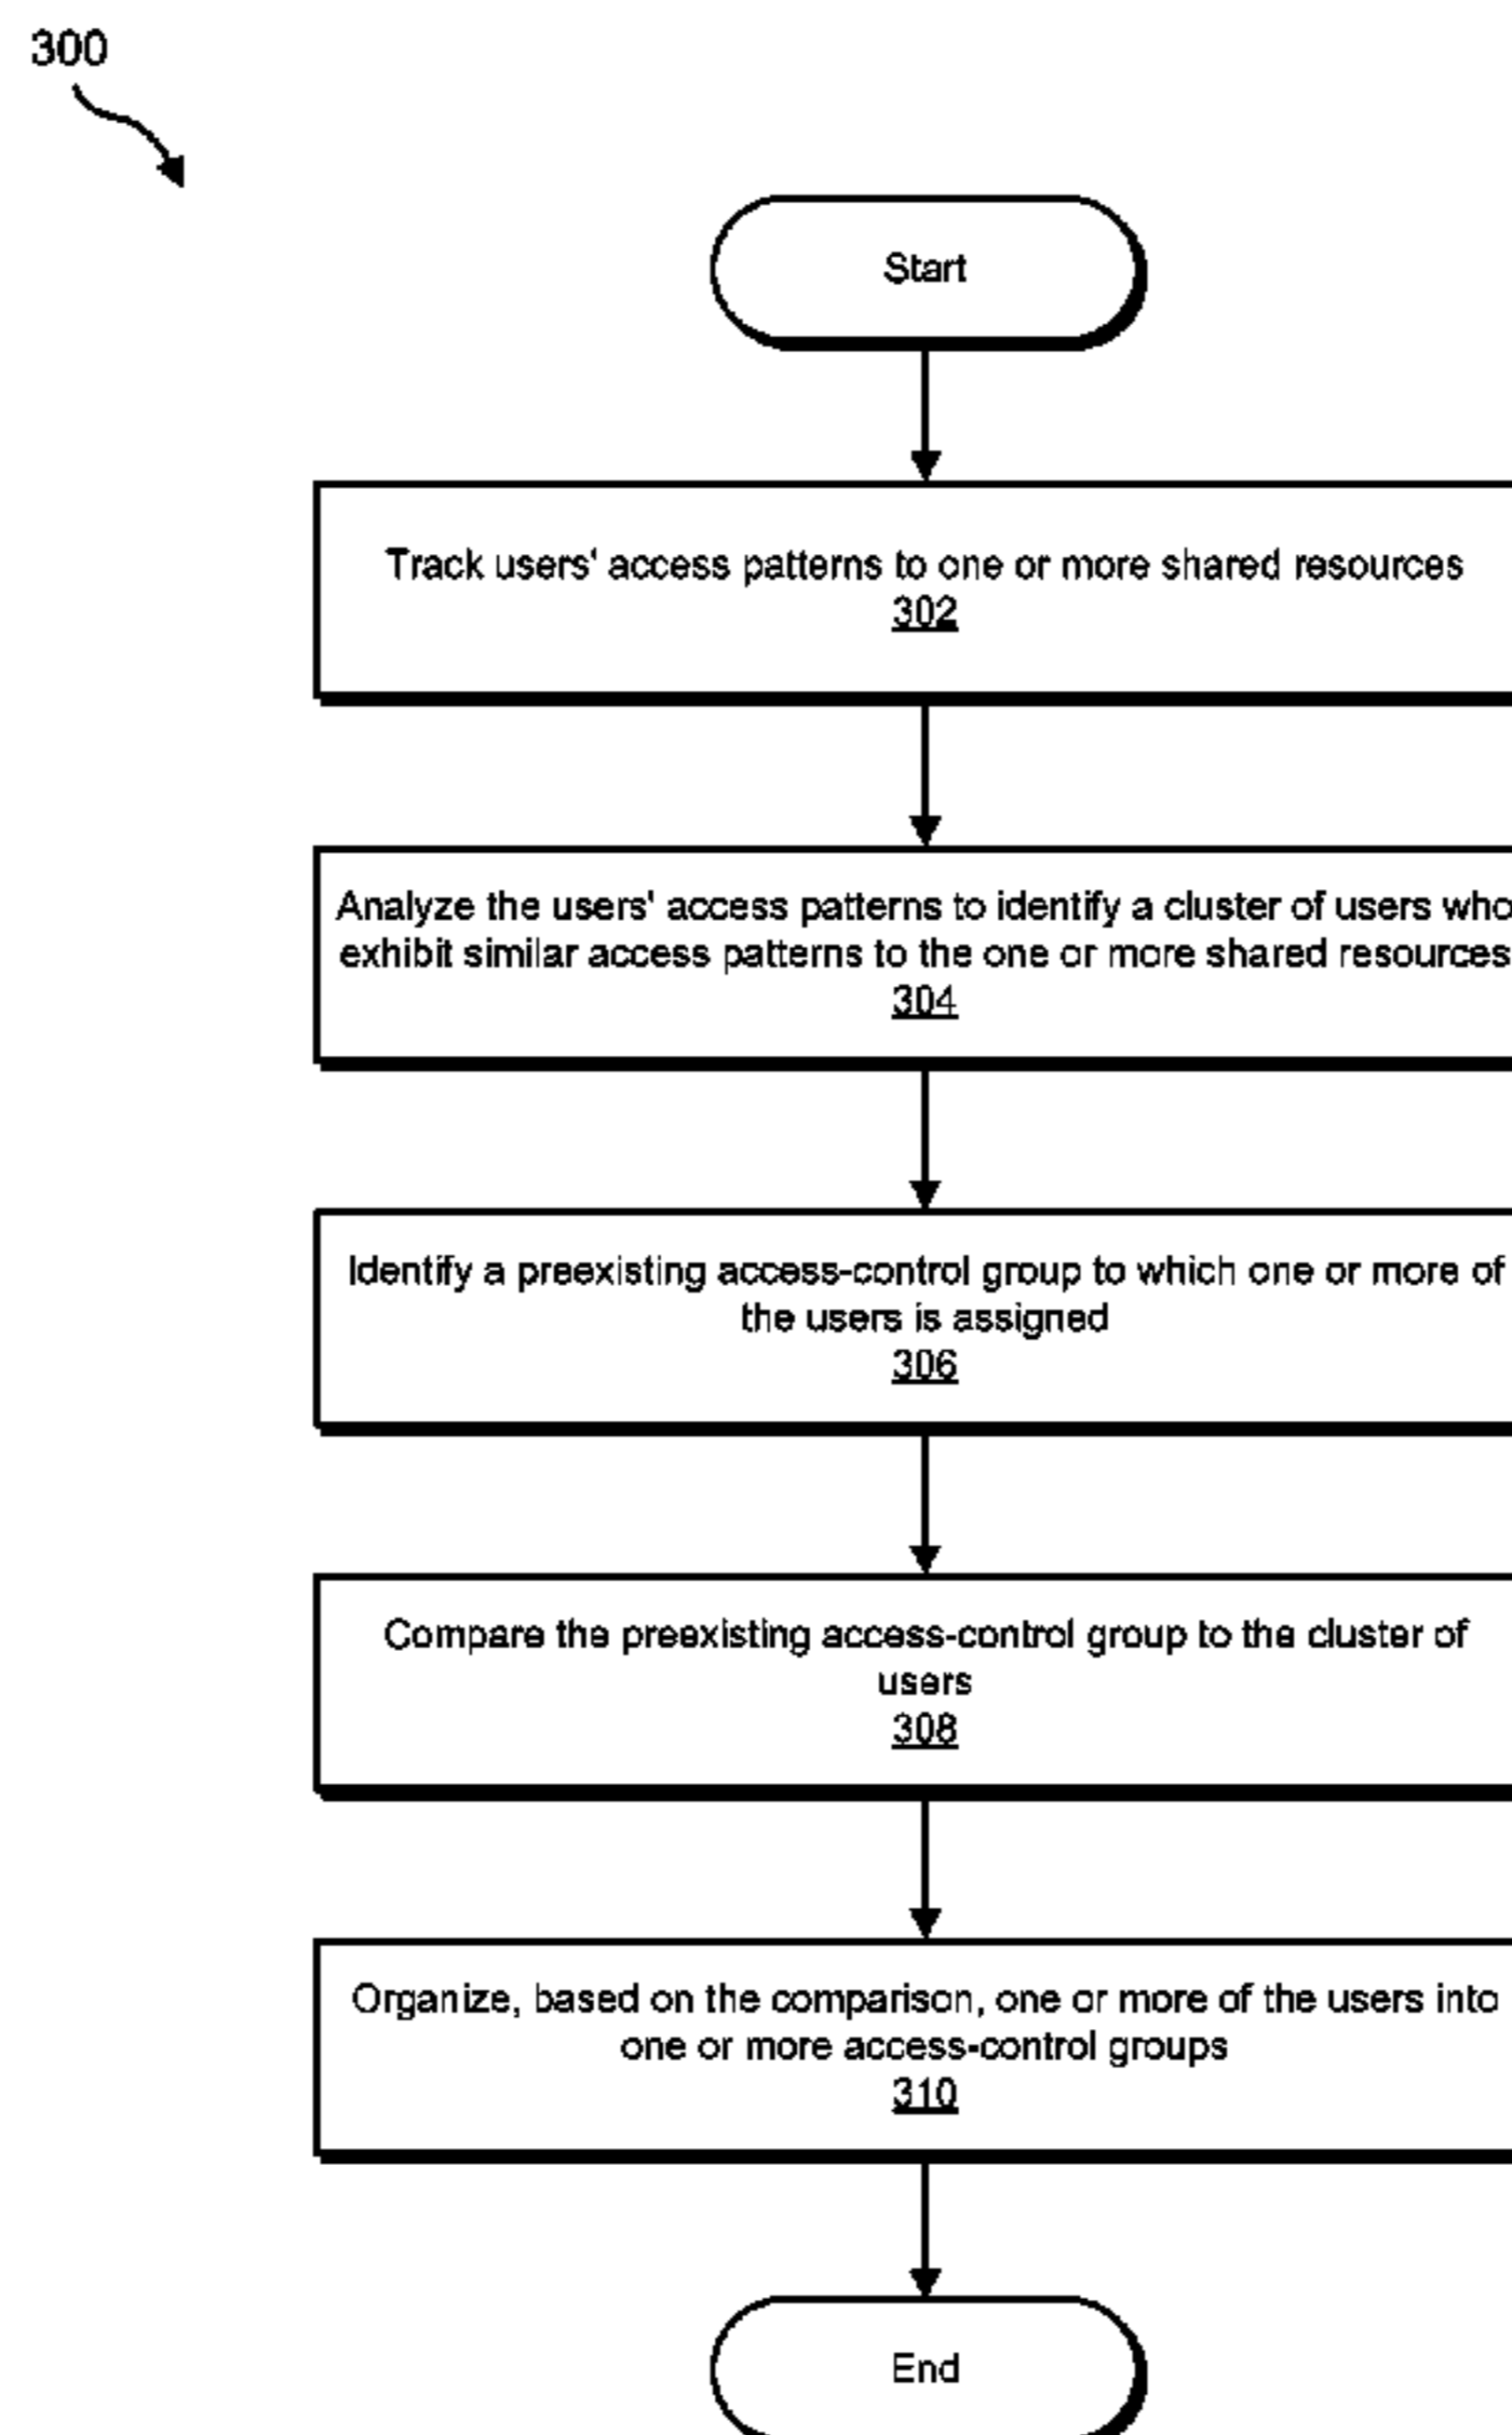 300
Start
Track users' access patterns to one or more shared resources
302
Analyze the users' access patterns to identify a cluster of users who
exhibit similar access patterns to the one or more shared resources
304
Identify a preexisting access-control group to which one or more of
the users is assigned
306
Compare the preexisting access-control group to the cluster of
users
308
Organize, based on the comparison, one or more of the users into
one or more access-control groups
310
End